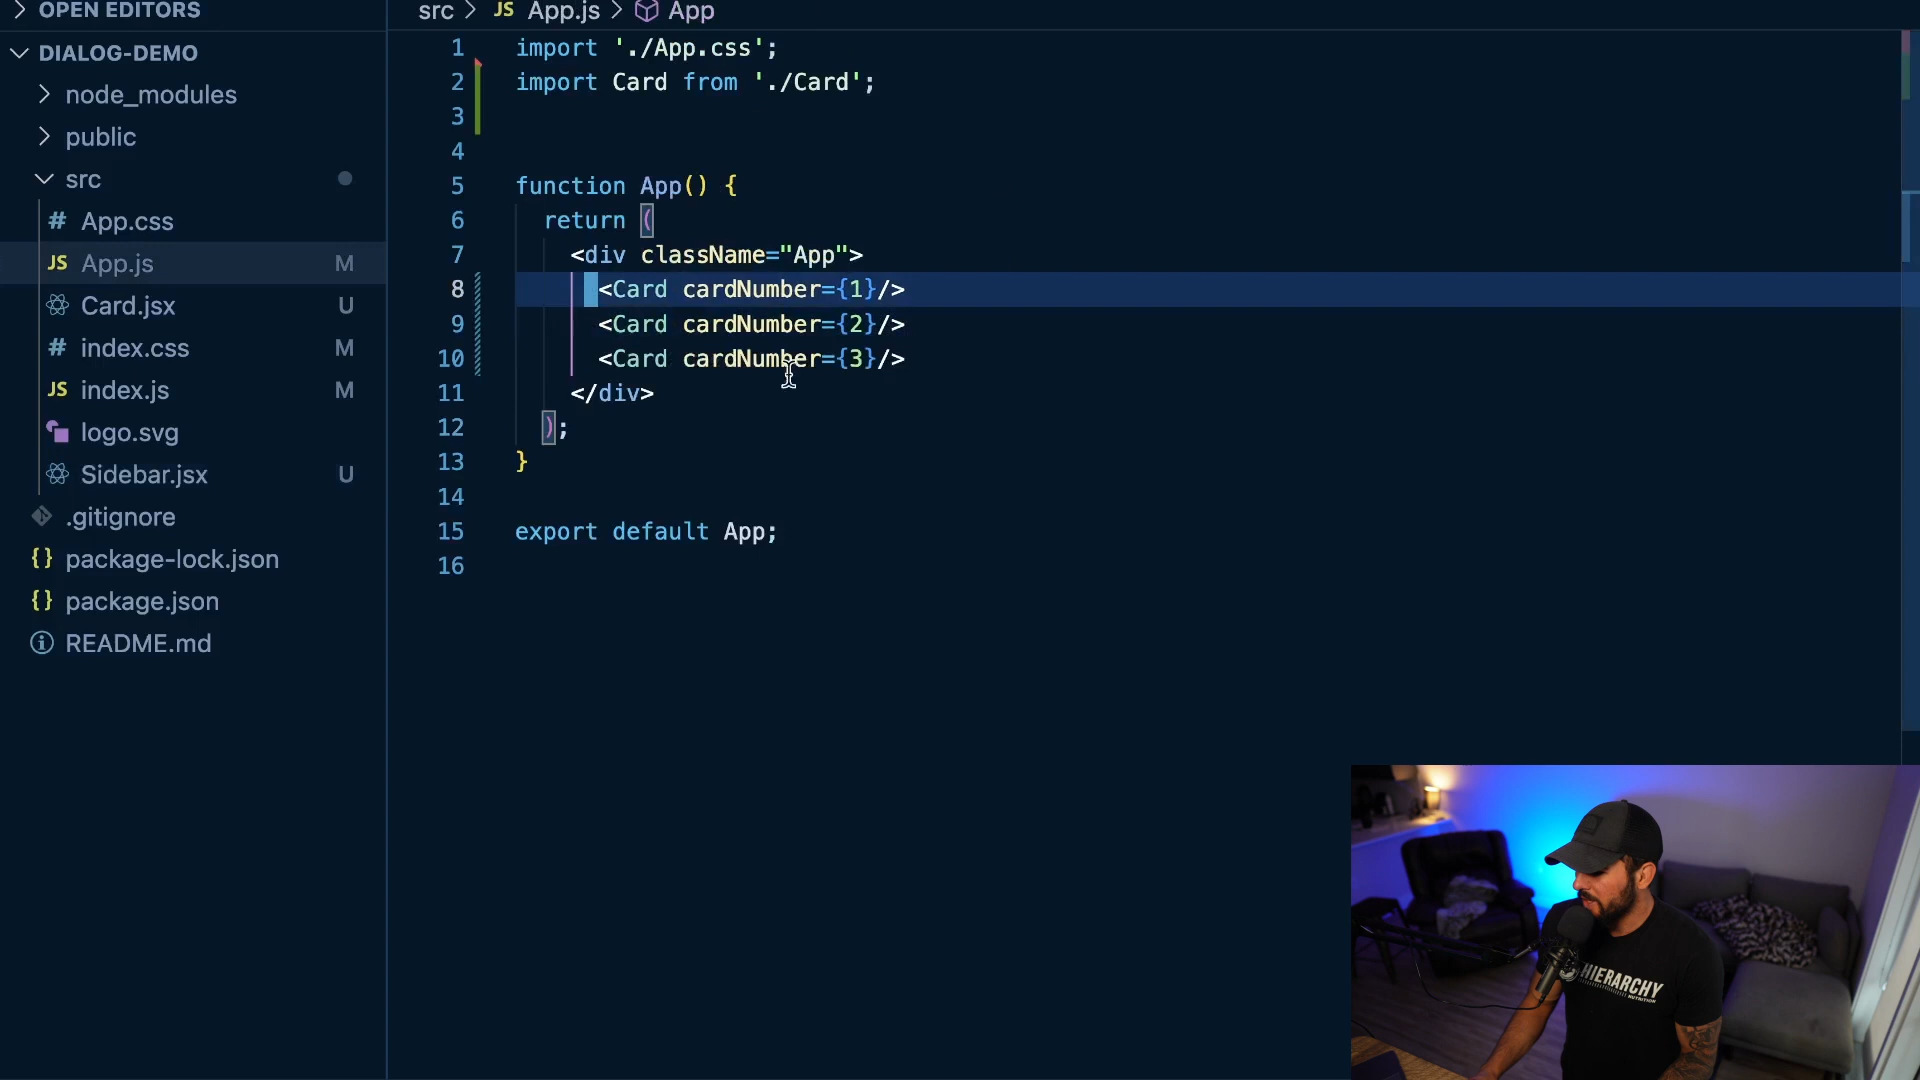 OPEN EDITORS
DIALOG-DEMO
node_modules
public
src
# App.css
JS App.js M
Card.jsx U
# index.css M
JS index.js M
logo.svg
Sidebar.jsx U
.gitignore
{} package-lock.json
{} package.json
README.md
src > JS App.js > App
1 import './App.css';
2 import Card from './Card';
3
4
5 function App() {
6 return (
7 <div className="App">
8 <Card cardNumber={1}/>
9 <Card cardNumber={2}/>
10 <Card cardNumber={3}/>
11 </div>
12 );
13 }
14
15 export default App;
16
HIERARCHY
NUTRITION